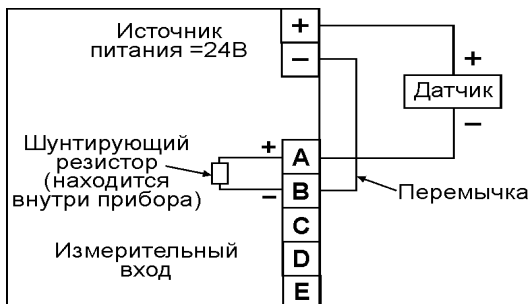 Источник
питания =24В
+
−
+
Датчик
−
Шунтирующий
резистор
(находится
внутри прибора)
+
−
A
B
C
D
E
Перемычка
Измерительный
вход